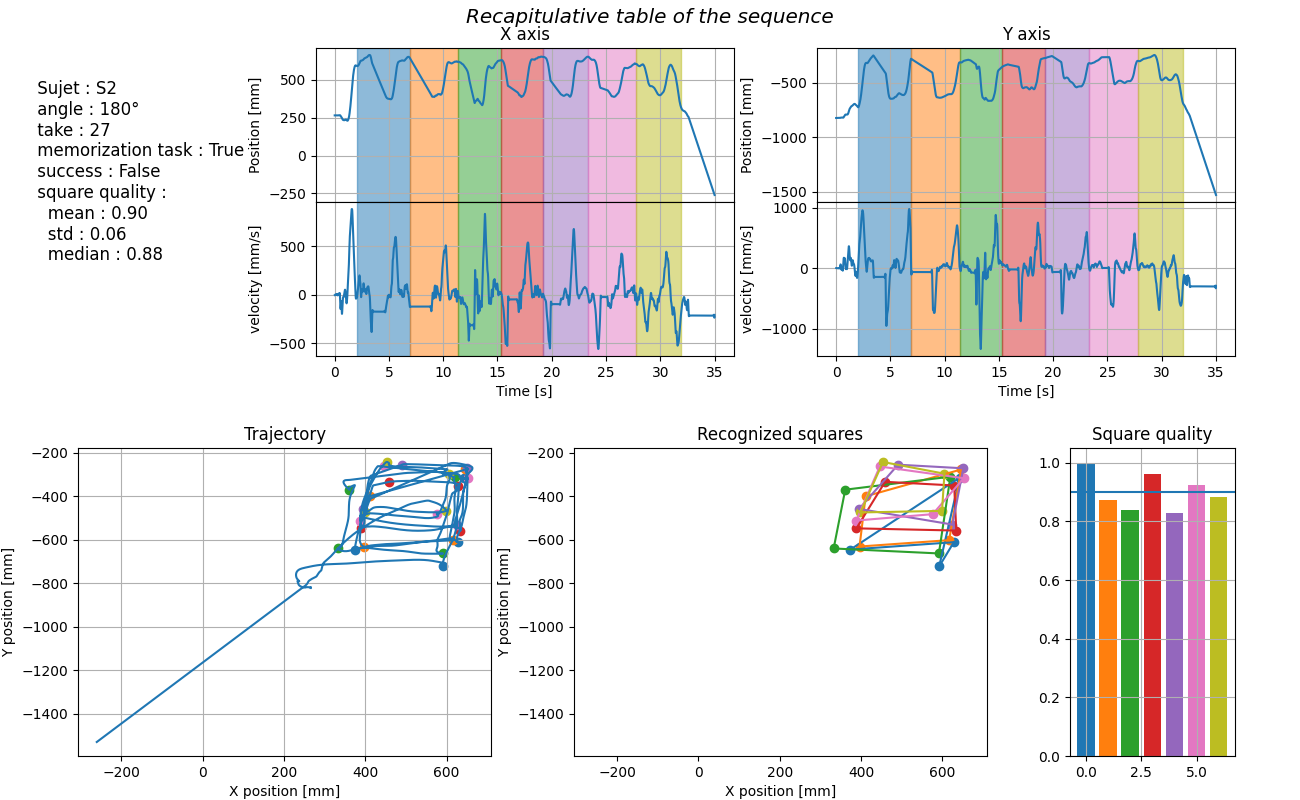 Recapitulative table of the sequence
Sujet : S2
angle : 180°
take : 27
memorization task : True
success : False
square quality :
mean : 0.90
std : 0.06
median : 0.88
X axis
Position [mm]
500
250
0
−250
velocity [mm/s]
500
0
−500
0 5 10 15 20 25 30 35
Time [s]
Y axis
Position [mm]
−500
−1000
−1500
velocity [mm/s]
1000
0
−1000
0 5 10 15 20 25 30 35
Time [s]
Trajectory
Y position [mm]
−200
−400
−600
−800
−1000
−1200
−1400
−200 0 200 400 600
X position [mm]
Recognized squares
Y position [mm]
−200
−400
−600
−800
−1000
−1200
−1400
−200 0 200 400 600
X position [mm]
Square quality
1.0
0.8
0.6
0.4
0.2
0.0
0.0 2.5 5.0